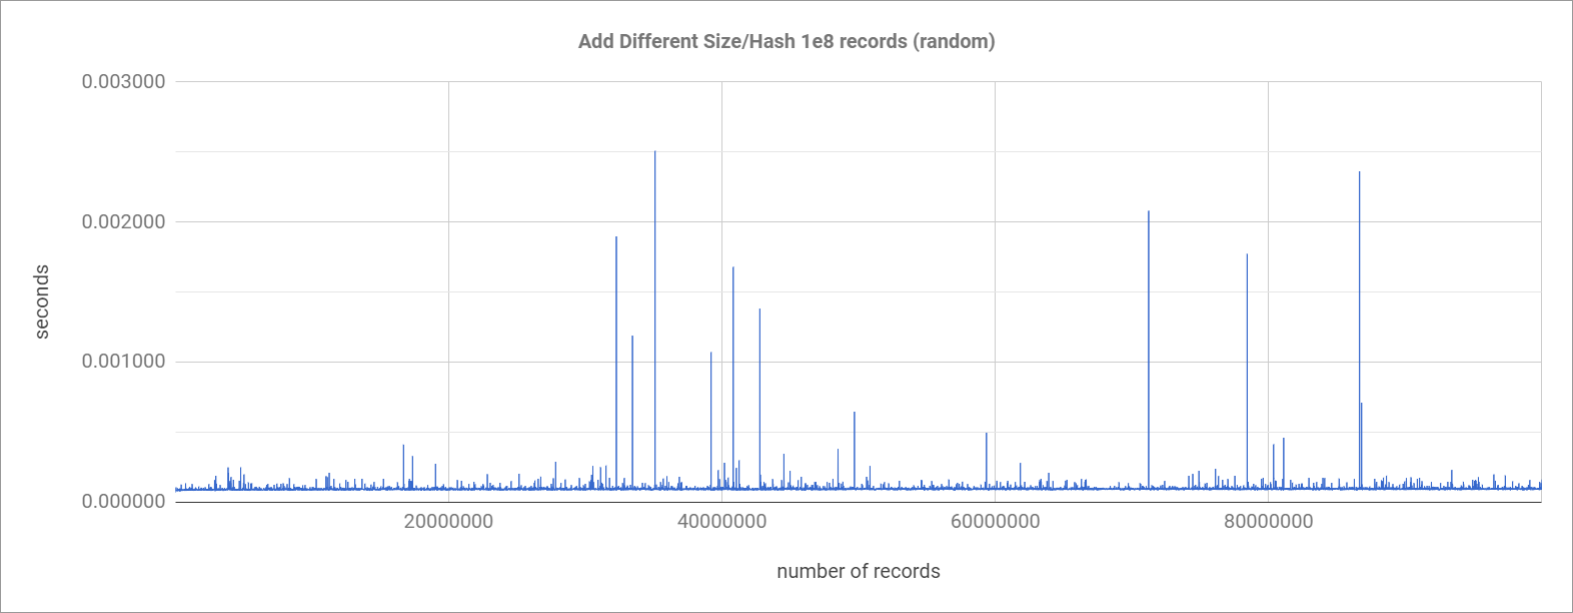 Add Different Size/Hash 1e8 records (random)
0.003000
0.002000
0.001000
0.000000
seconds
20000000 40000000 60000000 80000000
number of records